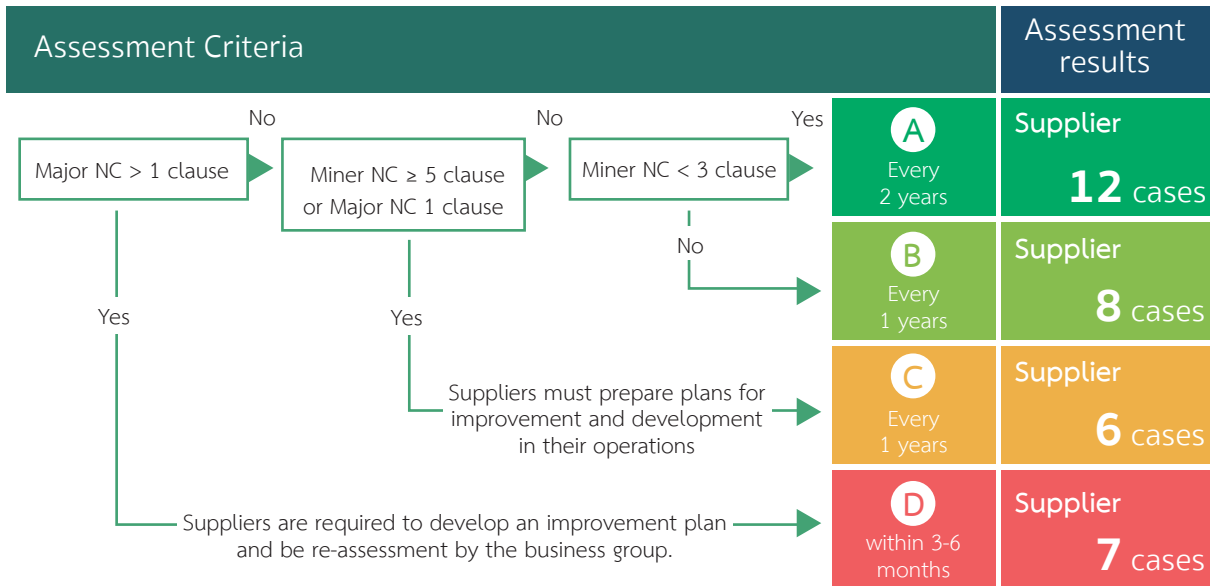 Assessment Criteria
Assessment
results
No
No
Yes
Major NC > 1 clause
Miner NC ≥ 5 clause
or Major NC 1 clause
Miner NC < 3 clause
A
Every
2 years
Supplier
12 cases
No
B
Every
1 years
Supplier
8 cases
Yes
Yes
Suppliers must prepare plans for
improvement and development
in their operations
C
Every
1 years
Supplier
6 cases
Suppliers are required to develop an improvement plan
and be re-assessment by the business group.
D
within 3-6
months
Supplier
7 cases